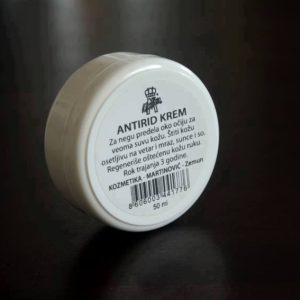 ANTIRID KREM
Za negu predela oko očiju za
veoma suvu kožu. Štiti kožu
osetljivu na vetar i mraz, sunce i so.
Regeneriše oštećenu kožu ruku.
Rok trajanja 3 godine.
KOZMETIKA - MARTINOVIĆ - Zemun
8606003441776
50 ml